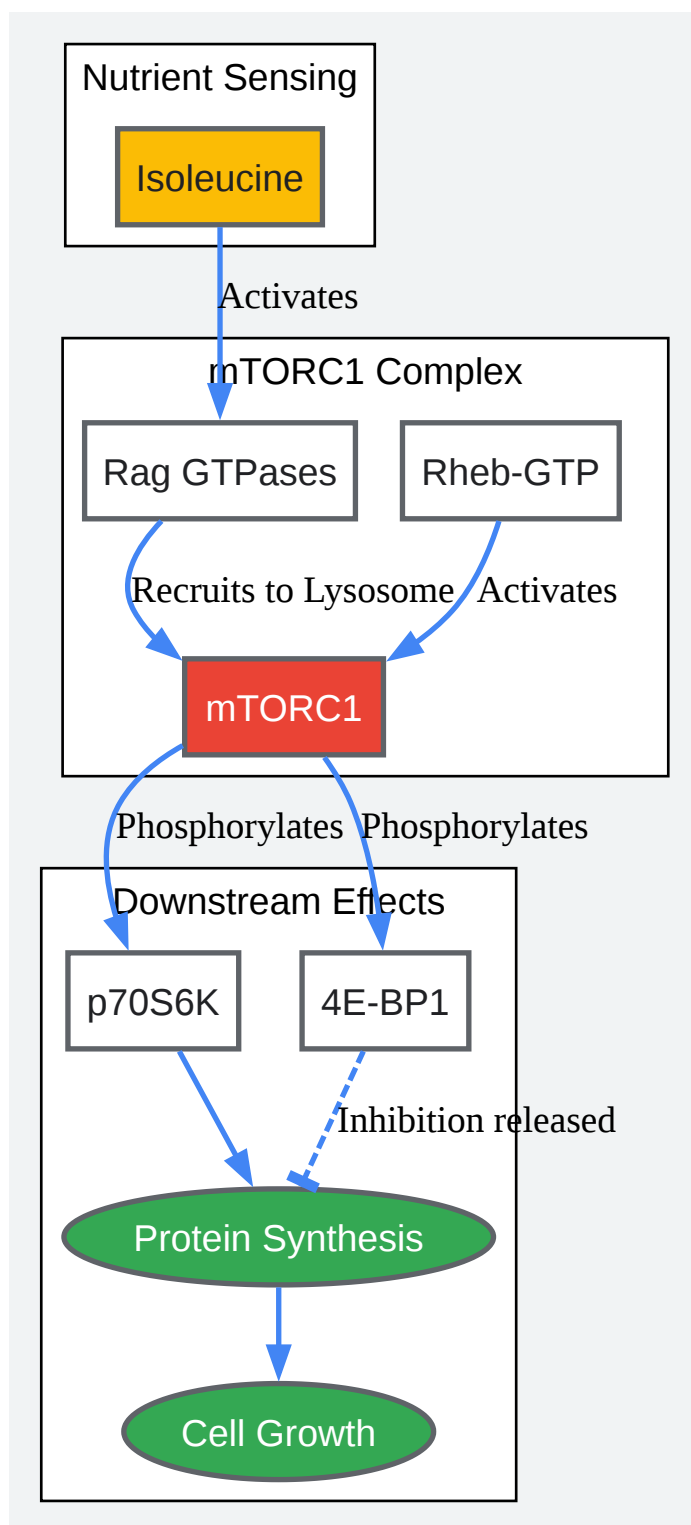 Nutrient Sensing
Isoleucine
Activates
mTORC1 Complex
Rag GTPases
Rheb-GTP
Recruits to Lysosome
Activates
mTORC1
Phosphorylates
Phosphorylates
Downstream Effects
p70S6K
4E-BP1
Inhibition released
Protein Synthesis
Cell Growth